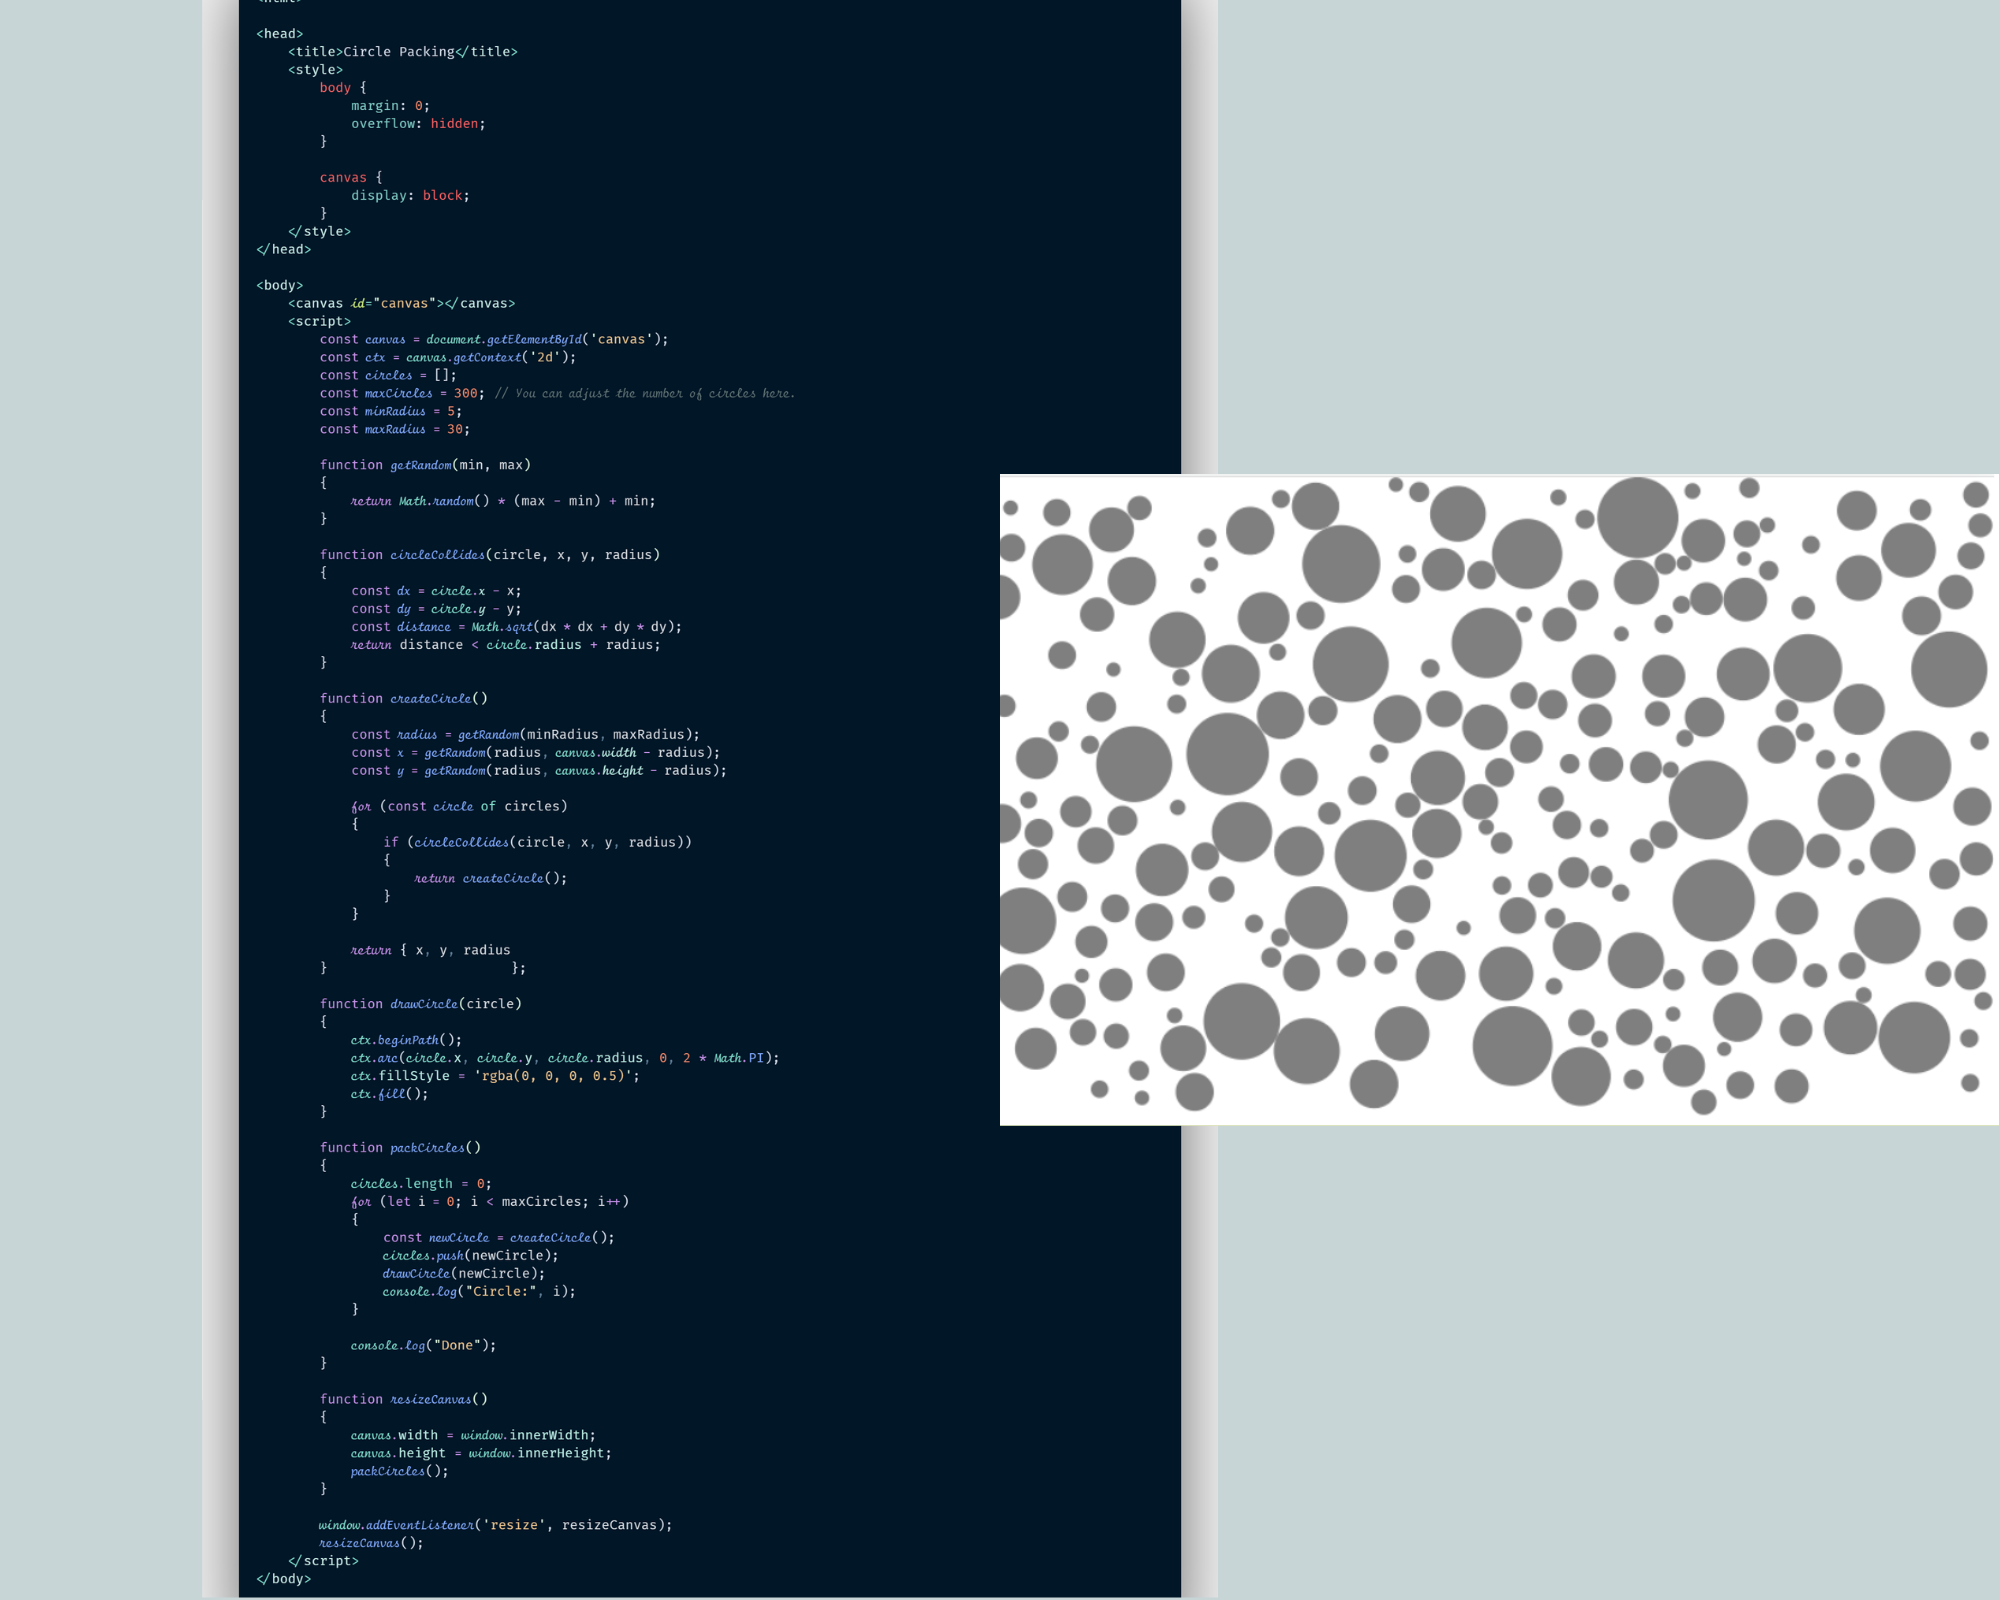 <head>
<title>Circle Packing</title>
<style>
body {
margin: 0;
overflow: hidden;
}
canvas {
display: block;
}
</style>
</head>
<body>
<canvas id="canvas"></canvas>
<script>
const canvas = document.getElementById('canvas');
const ctx = canvas.getContext('2d');
const circles = [];
const maxCircles = 300; // You can adjust the number of circles here.
const minRadius = 5;
const maxRadius = 30;
function getRandom(min, max)
{
return Math.random() * (max - min) + min;
}
function circleCollides(circle, x, y, radius)
{
const dx = circle.x - x;
const dy = circle.y - y;
const distance = Math.sqrt(dx * dx + dy * dy);
return distance < circle.radius + radius;
}
function createCircle()
{
const radius = getRandom(minRadius, maxRadius);
const x = getRandom(radius, canvas.width - radius);
const y = getRandom(radius, canvas.height - radius);
for (const circle of circles)
{
if (circleCollides(circle, x, y, radius))
{
return createCircle();
}
}
return { x, y, radius
} };
function drawCircle(circle)
{
ctx.beginPath();
ctx.arc(circle.x, circle.y, circle.radius, 0, 2 * Math.PI);
ctx.fillStyle = 'rgba(0, 0, 0, 0.5)';
ctx.fill();
}
function packCircles()
{
circles.length = 0;
for (let i = 0; i < maxCircles; i++)
{
const newCircle = createCircle();
circles.push(newCircle);
drawCircle(newCircle);
console.log("Circle:", i);
}
console.log("Done");
}
function resizeCanvas()
{
canvas.width = window.innerWidth;
canvas.height = window.innerHeight;
packCircles();
}
window.addEventListener('resize', resizeCanvas);
resizeCanvas();
</script>
</body>